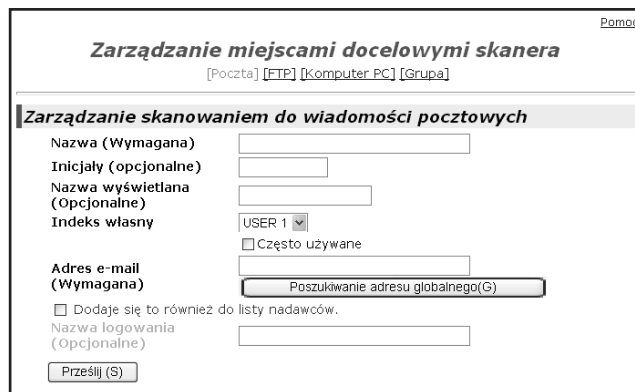 Pomoc
Zarządzanie miejscami docelowymi skanera
[Poczta] [FTP] [Komputer PC] [Grupa]
Zarządzanie skanowaniem do wiadomości pocztowych
Nazwa (Wymagana)
Inicjały (opcjonalne)
Nazwa wyświetlana
(Opcjonalne)
Indeks własny
USER 1
Często używane
Adres e-mail
(Wymagana)
Poszukiwanie adresu globalnego(G)
Dodaje się to również do listy nadawców.
Nazwa logowania
(Opcjonalne)
Prześlij (S)